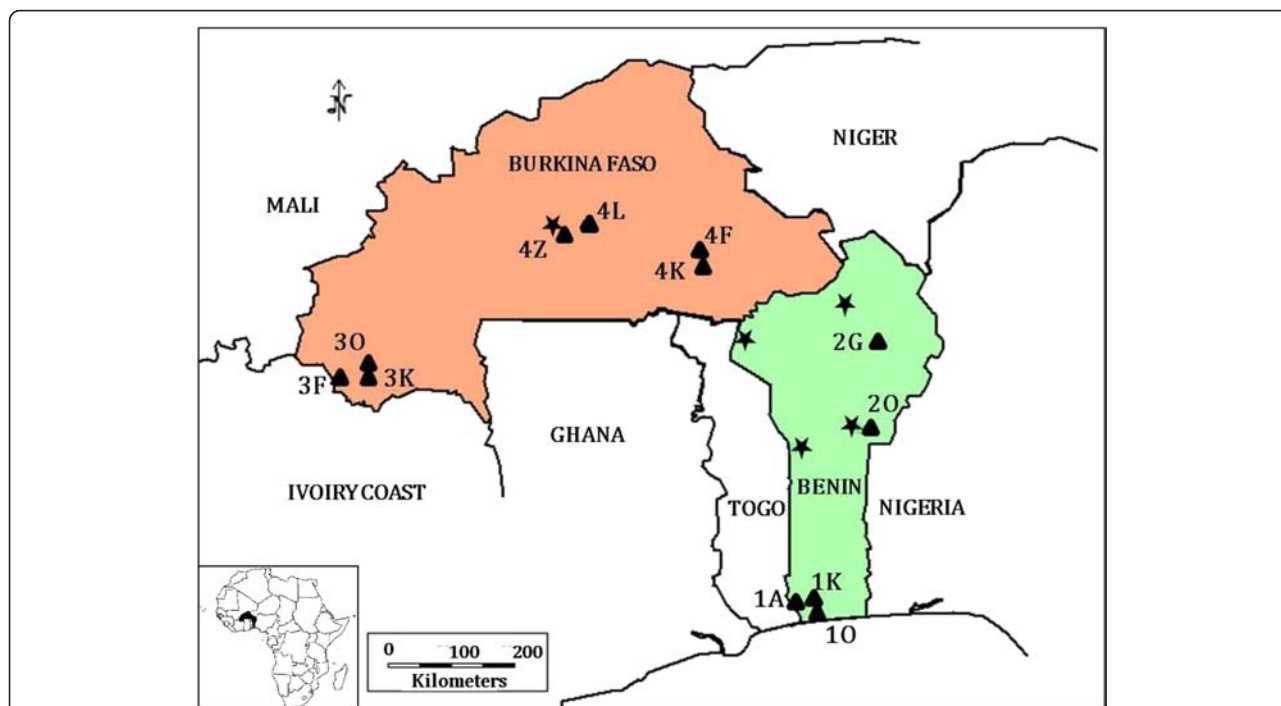 N
NIGER
BURKINA FASO
MALI
4L
4Z
4F
4K
3O
3F
3K
2G
2O
GHANA
IVOIRY COAST
BENIN
TOGO
NIGERIA
1A
1K
1O
0 100 200
Kilometers